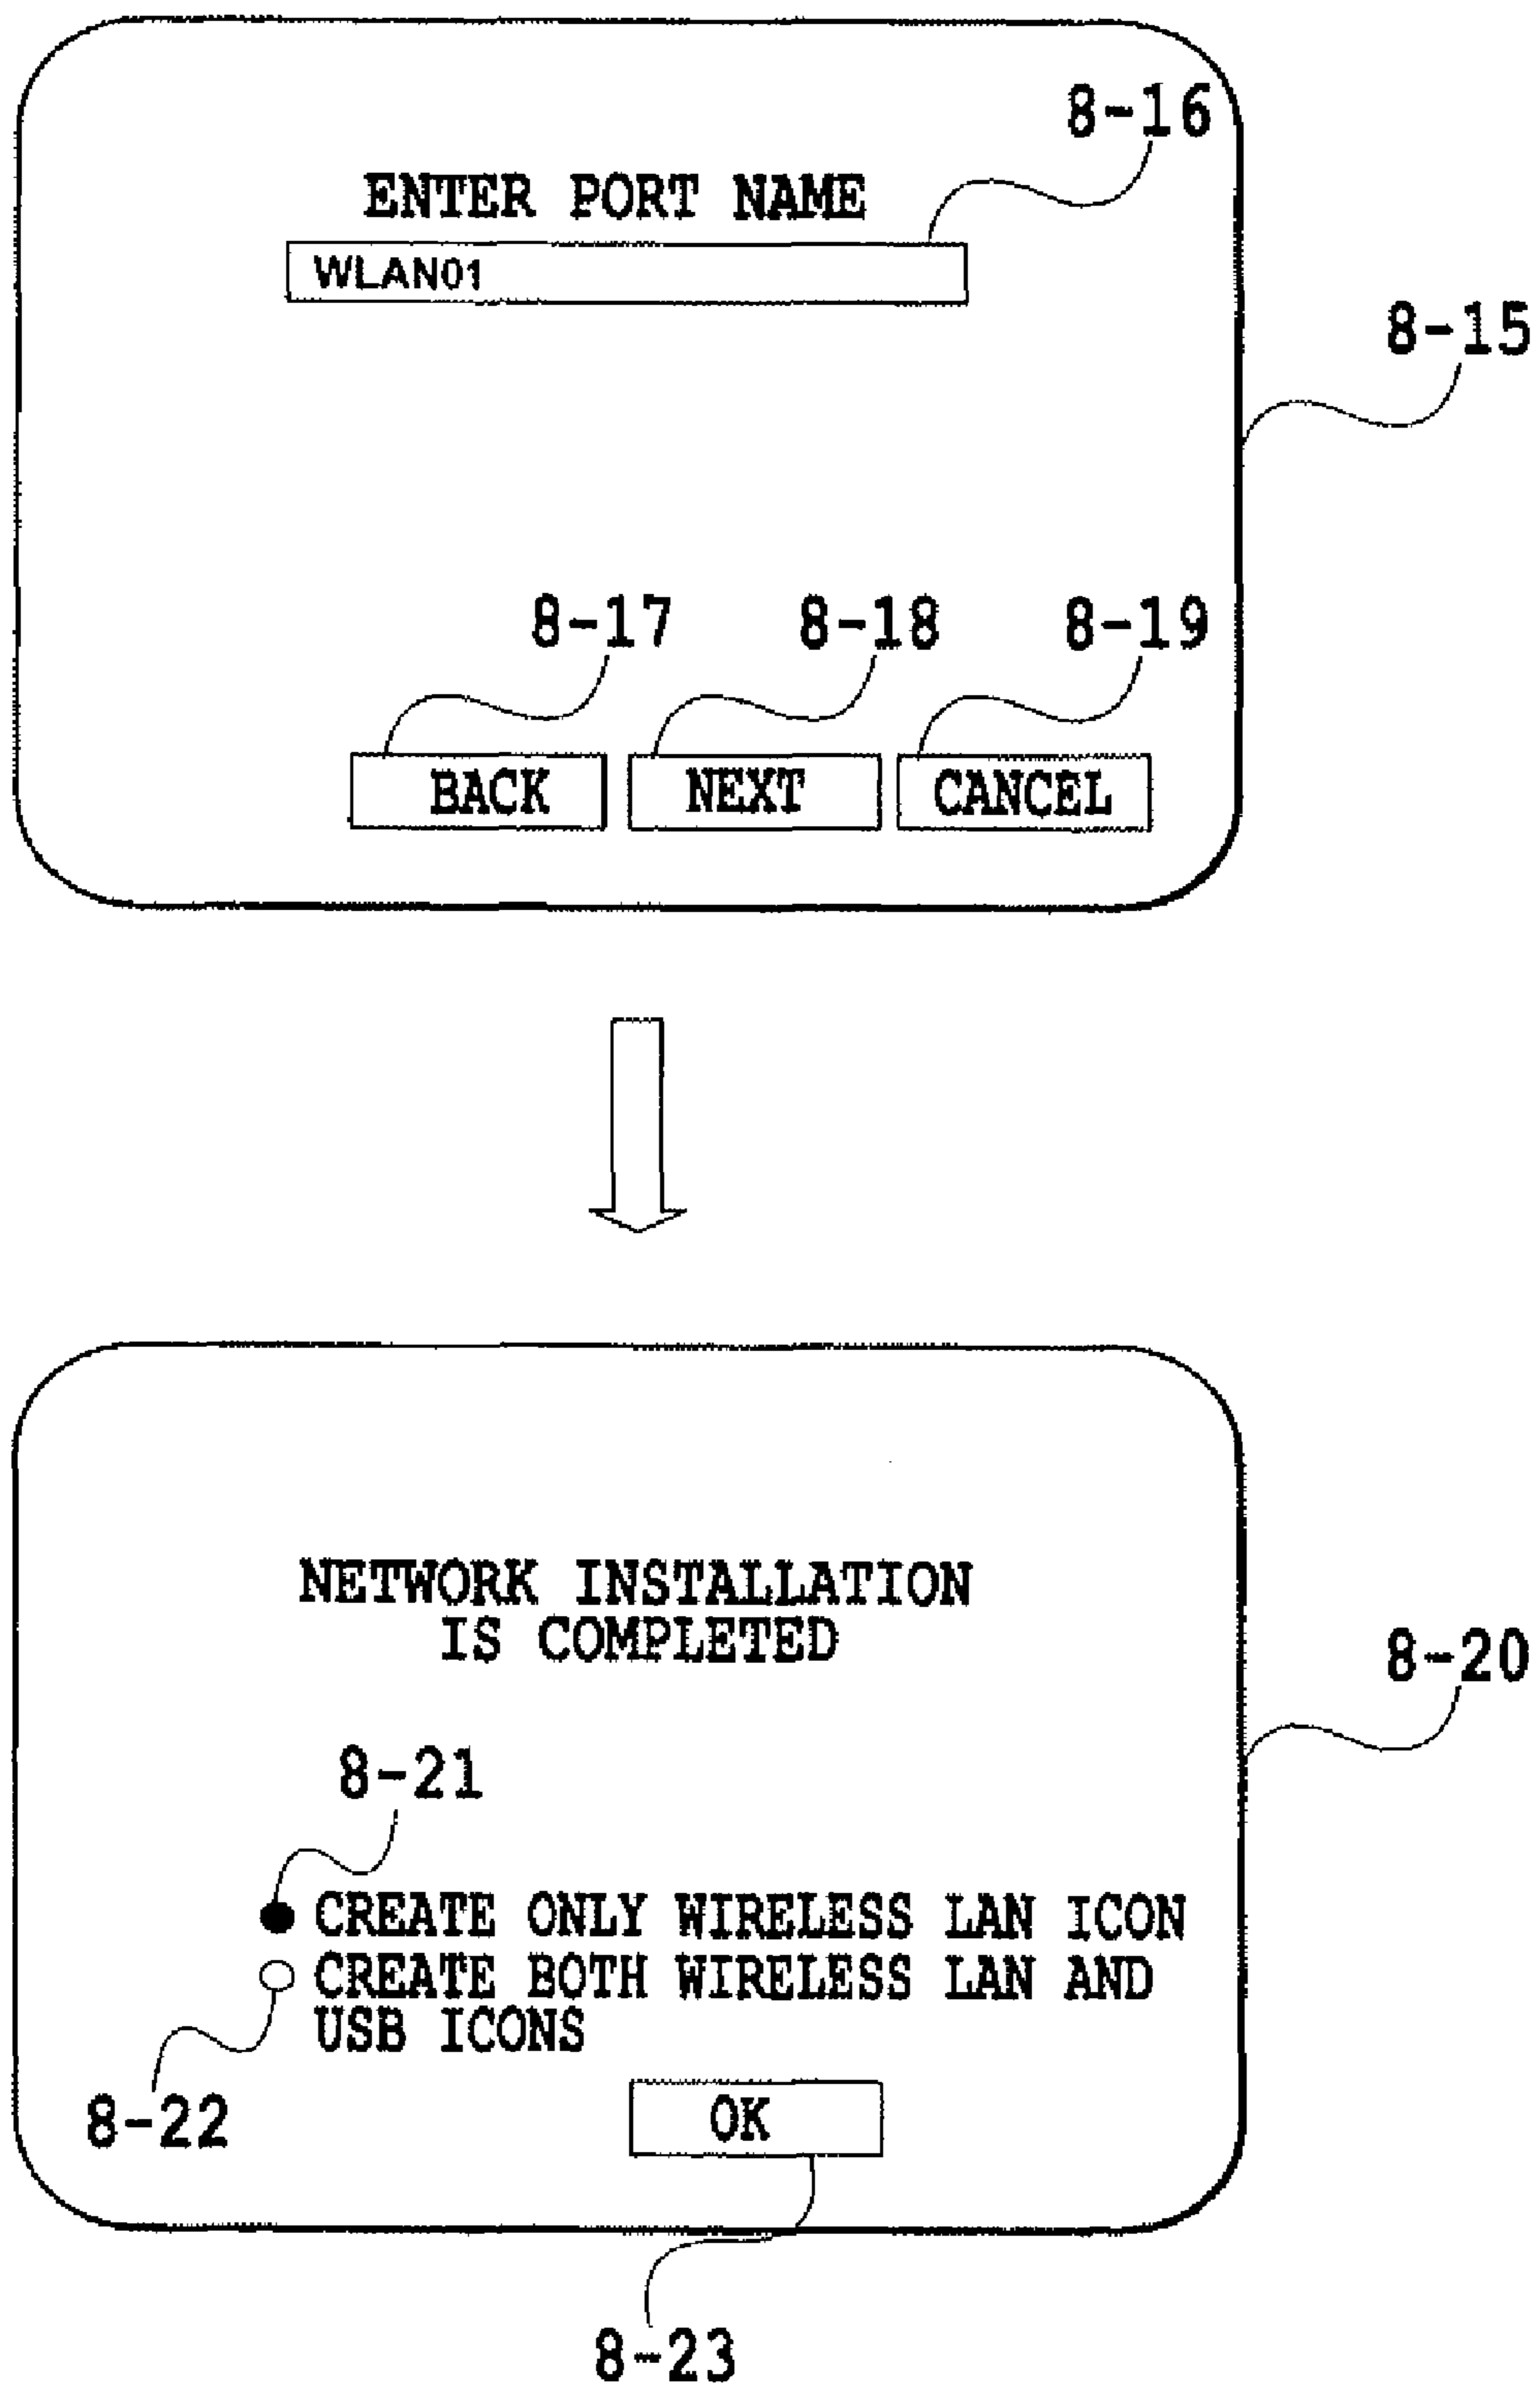 8-16
ENTER PORT NAME
WLAN01
8-15
8-17 8-18 8-19
BACK NEXT CANCEL
NETWORK INSTALLATION
IS COMPLETED
8-20
8-21
CREATE ONLY WIRELESS LAN ICON
CREATE BOTH WIRELESS LAN AND
USB ICONS
8-22
OK
8-23